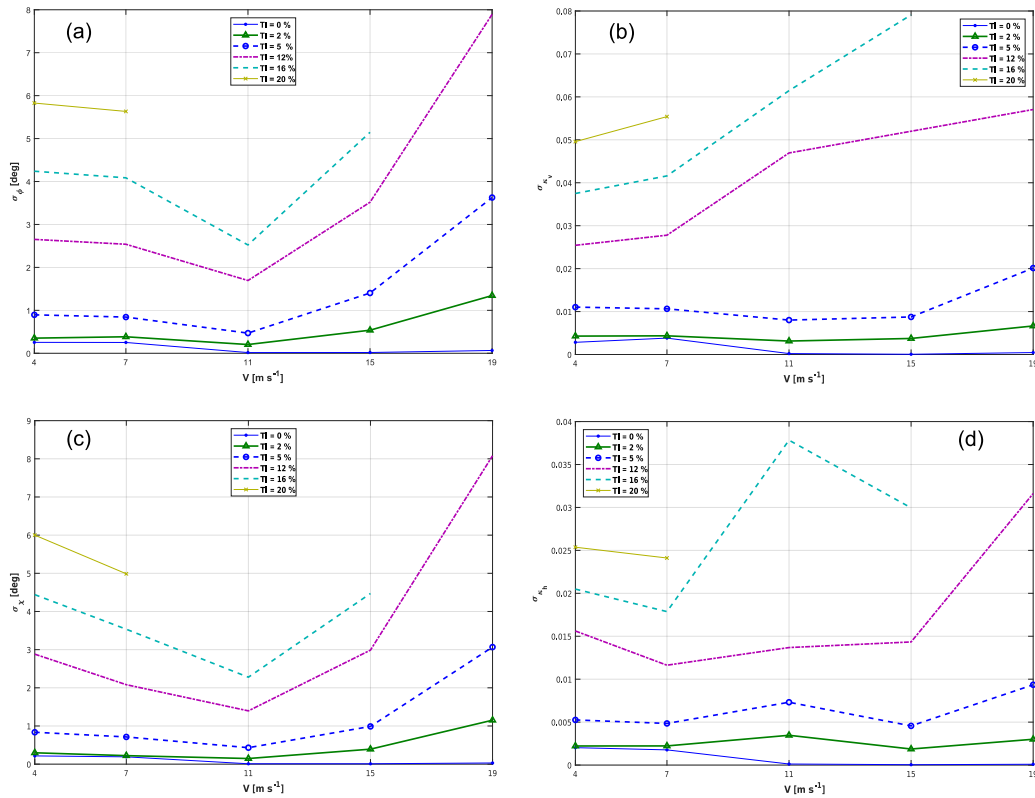 (a)
TI = 0 %
TI = 2 %
TI = 5 %
TI = 12%
TI = 16 %
TI = 20 %
8
7
6
5
4
3
2
1
0
σϕ [deg]
4 7 11 15 19
V [m s⁻¹]
(b)
TI = 0 %
TI = 2 %
TI = 5 %
TI = 12 %
TI = 16 %
TI = 20 %
0.08
0.07
0.06
0.05
0.04
0.03
0.02
0.01
0
σκv
4 7 11 15 19
V [m s⁻¹]
(c)
TI = 0 %
TI = 2 %
TI = 5 %
TI = 12 %
TI = 16 %
TI = 20 %
9
8
7
6
5
4
3
2
1
0
σχ [deg]
4 7 11 15 19
V [m s⁻¹]
(d)
TI = 0 %
TI = 2 %
TI = 5 %
TI = 12 %
TI = 16 %
TI = 20 %
0.04
0.035
0.03
0.025
0.02
0.015
0.01
0.005
0
σκh
4 7 11 15 19
V [m s⁻¹]